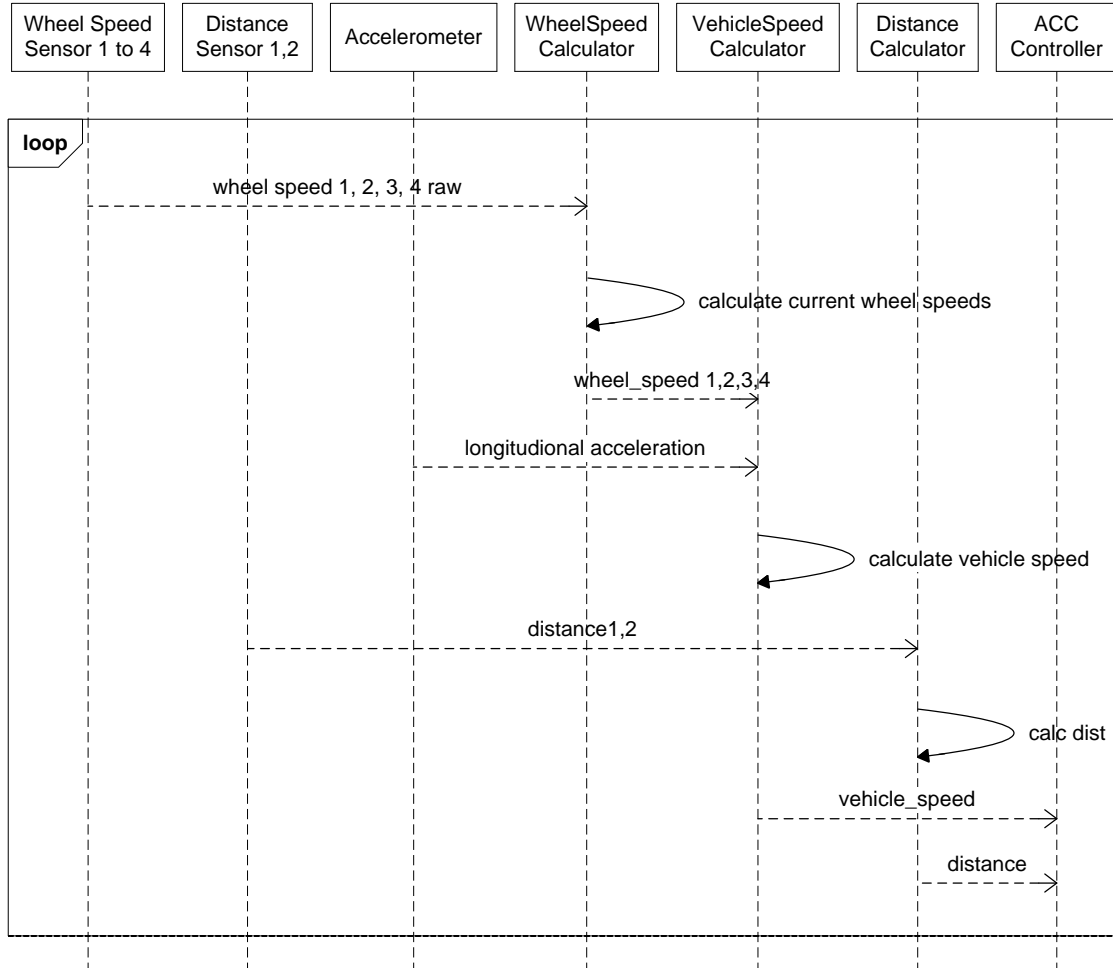 Wheel Speed
Sensor 1 to 4
Distance
Sensor 1,2
Accelerometer
WheelSpeed
Calculator
VehicleSpeed
Calculator
Distance
Calculator
ACC
Controller
loop
wheel speed 1, 2, 3, 4 raw
calculate current wheel speeds
wheel_speed 1,2,3,4
longitudional acceleration
calculate vehicle speed
distance1,2
calc dist
vehicle_speed
distance